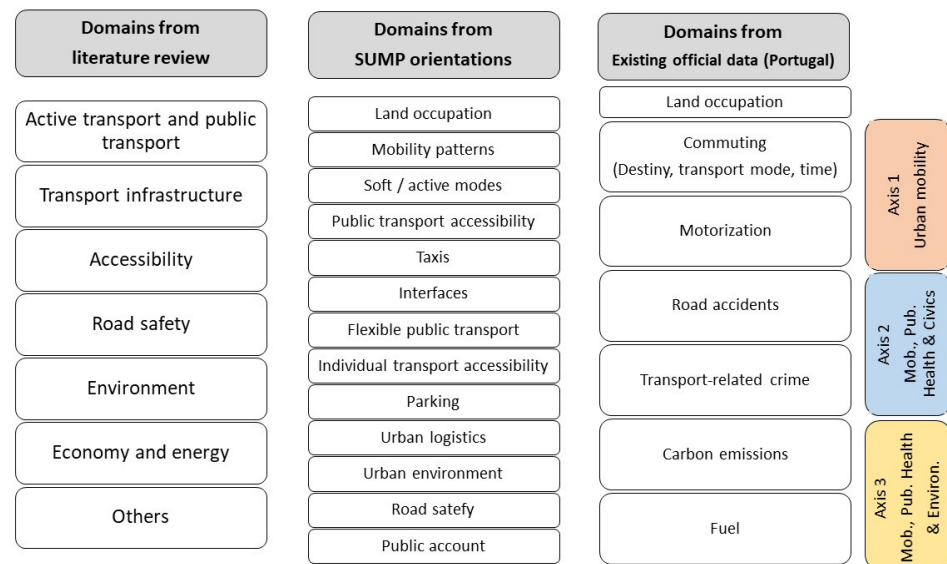 Domains from
literature review
Active transport and public
transport
Transport infrastructure
Accessibility
Road safety
Environment
Economy and energy
Others
Domains from
SUMP orientations
Land occupation
Mobility patterns
Soft / active modes
Public transport accessibility
Taxis
Interfaces
Flexible public transport
Individual transport accessibility
Parking
Urban logistics
Urban environment
Road satefy
Public account
Domains from
Existing official data (Portugal)
Land occupation
Commuting
(Destiny, transport mode, time)
Motorization
Road accidents
Transport-related crime
Carbon emissions
Fuel
Axis 1
Urban mobility
Axis 2
Mob., Pub.
Health & Civics
Axis 3
Mob., Pub. Health
& Environ.